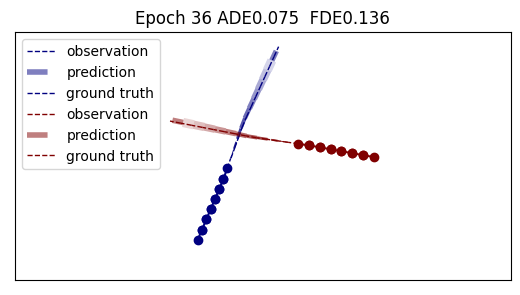 Epoch 36 ADE0.075  FDE0.136
observation
prediction
ground truth
observation
prediction
ground truth